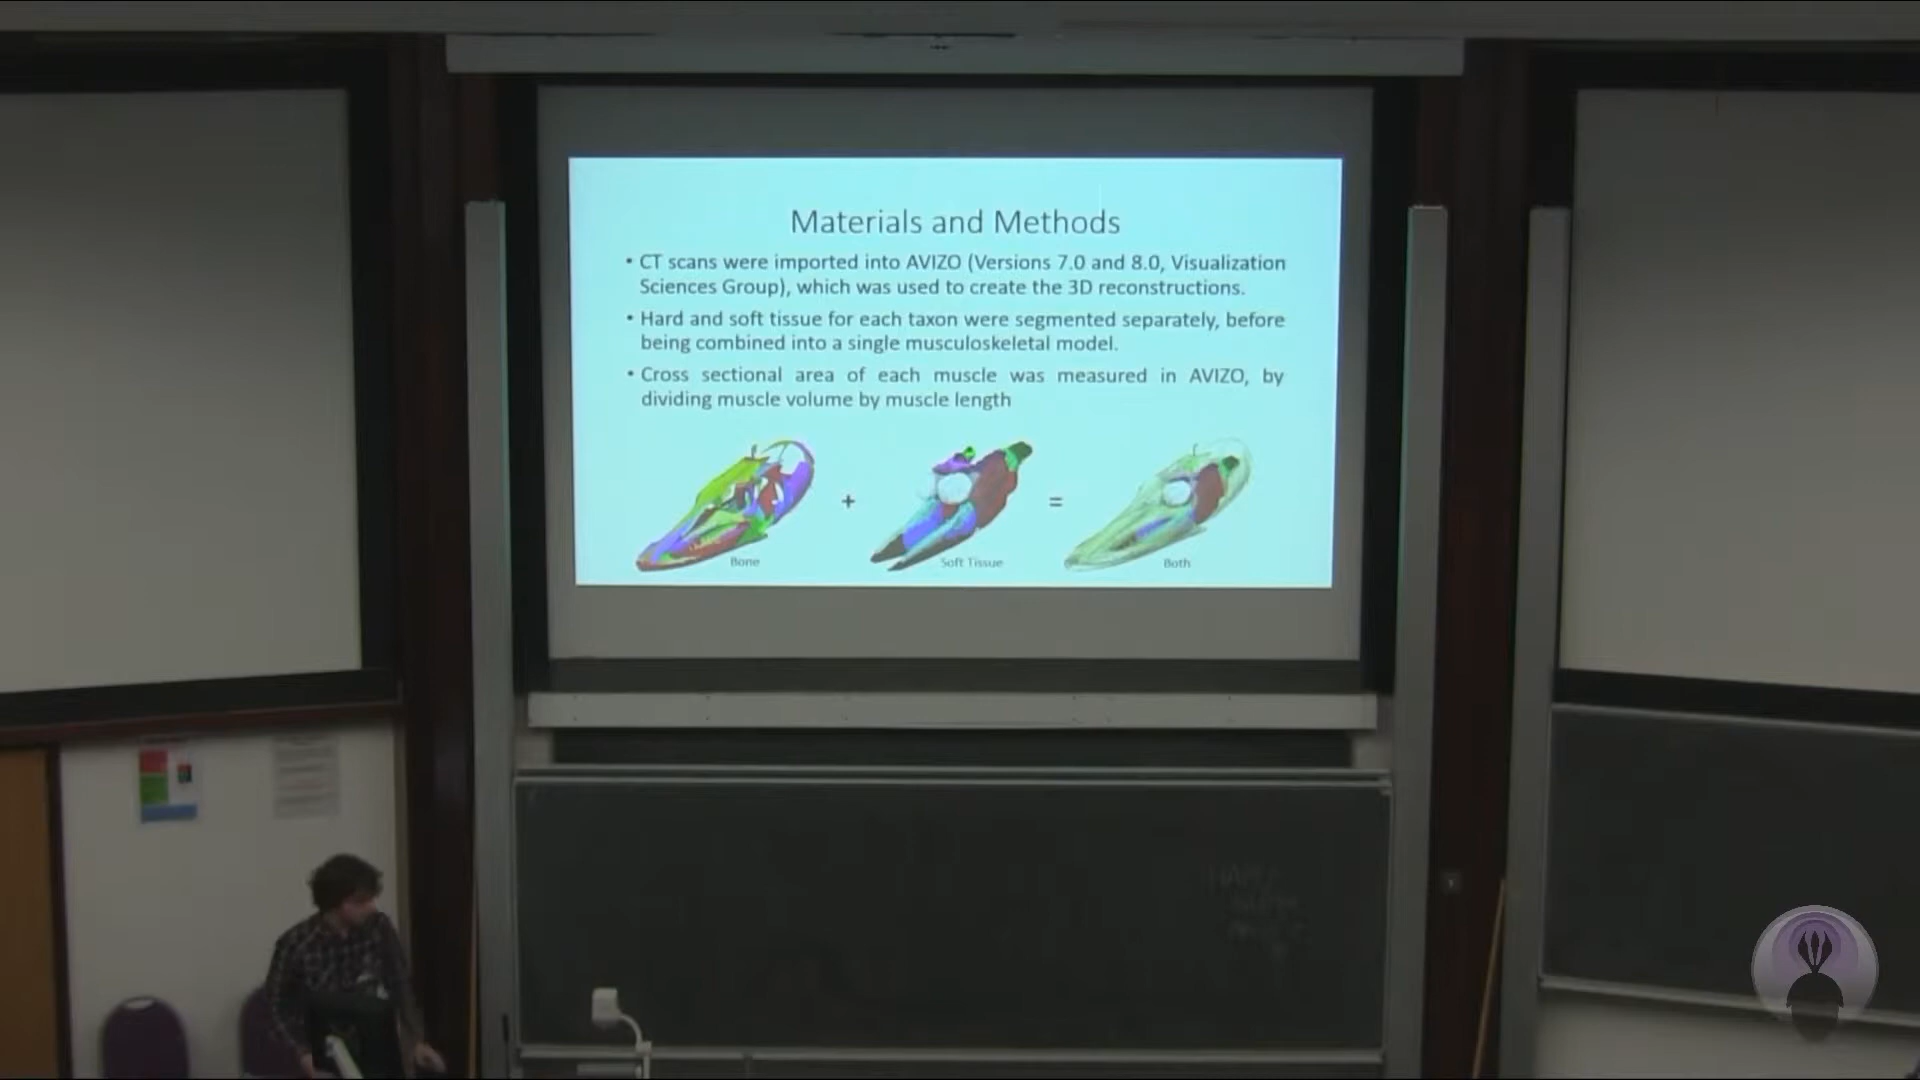 Materials and Methods
• CT scans were imported into AVIZO (Versions 7.0 and 8.0, Visualization
Sciences Group), which was used to create the 3D reconstructions.
• Hard and soft tissue for each taxon were segmented separately, before
being combined into a single musculoskeletal model.
• Cross sectional area of each muscle was measured in AVIZO, by
dividing muscle volume by muscle length
+ =
Bone Soft Tissue Both